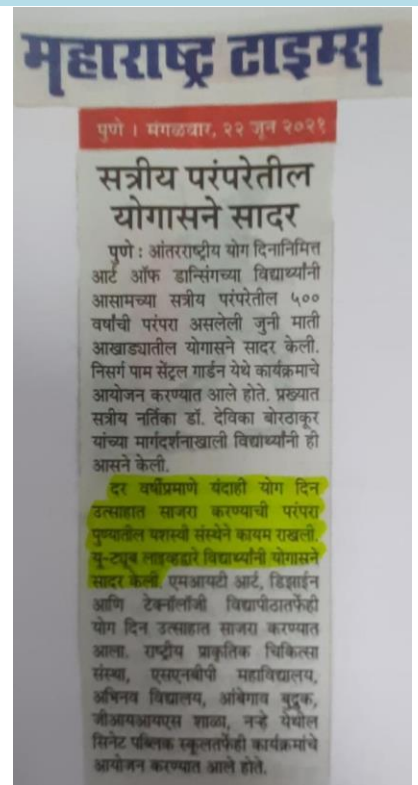 महाराष्ट्र टाइम्स
पुणे । मंगळवार, २२ जून २०२१
सत्रीय परंपरेतील
योगासने सादर
पुणे : आंतरराष्ट्रीय योग दिनानिमित्त
आर्ट ऑफ डान्सिंगच्या विद्यार्थ्यांनी
आसामच्या सत्रीय परंपरेतील ५००
वर्षांची परंपरा असलेली जुनी माती
आखाड्यातील योगासने सादर केली.
निसर्ग पाम सेंट्रल गार्डन येथे कार्यक्रमाचे
आयोजन करण्यात आले होते. प्रख्यात
सत्रीय नर्तिका डॉ. देविका बोरठाकूर
यांच्या मार्गदर्शनाखाली विद्यार्थ्यांनी ही
आसने केली.
दर वर्षीप्रमाणे यंदाही योग दिन
उत्साहात साजरा करण्याची परंपरा
पुण्यातील यशस्वी संस्थेने कायम राखली.
यू-ट्यूब लाइव्हद्वारे विद्यार्थ्यांनी योगासने
सादर केली. एमआयटी आर्ट, डिझाईन
आणि टेक्नॉलॉजी विद्यापीठातर्फेही
योग दिन उत्साहात साजरा करण्यात
आला. राष्ट्रीय प्राकृतिक चिकित्सा
संस्था, एसएनबीपी महाविद्यालय,
अभिनव विद्यालय, आंबेगाव बुद्रुक,
जीआयआयएस शाळा, नऱ्हे येथील
सिनेट पब्लिक स्कूलतर्फेही कार्यक्रमांचे
आयोजन करण्यात आले होते.